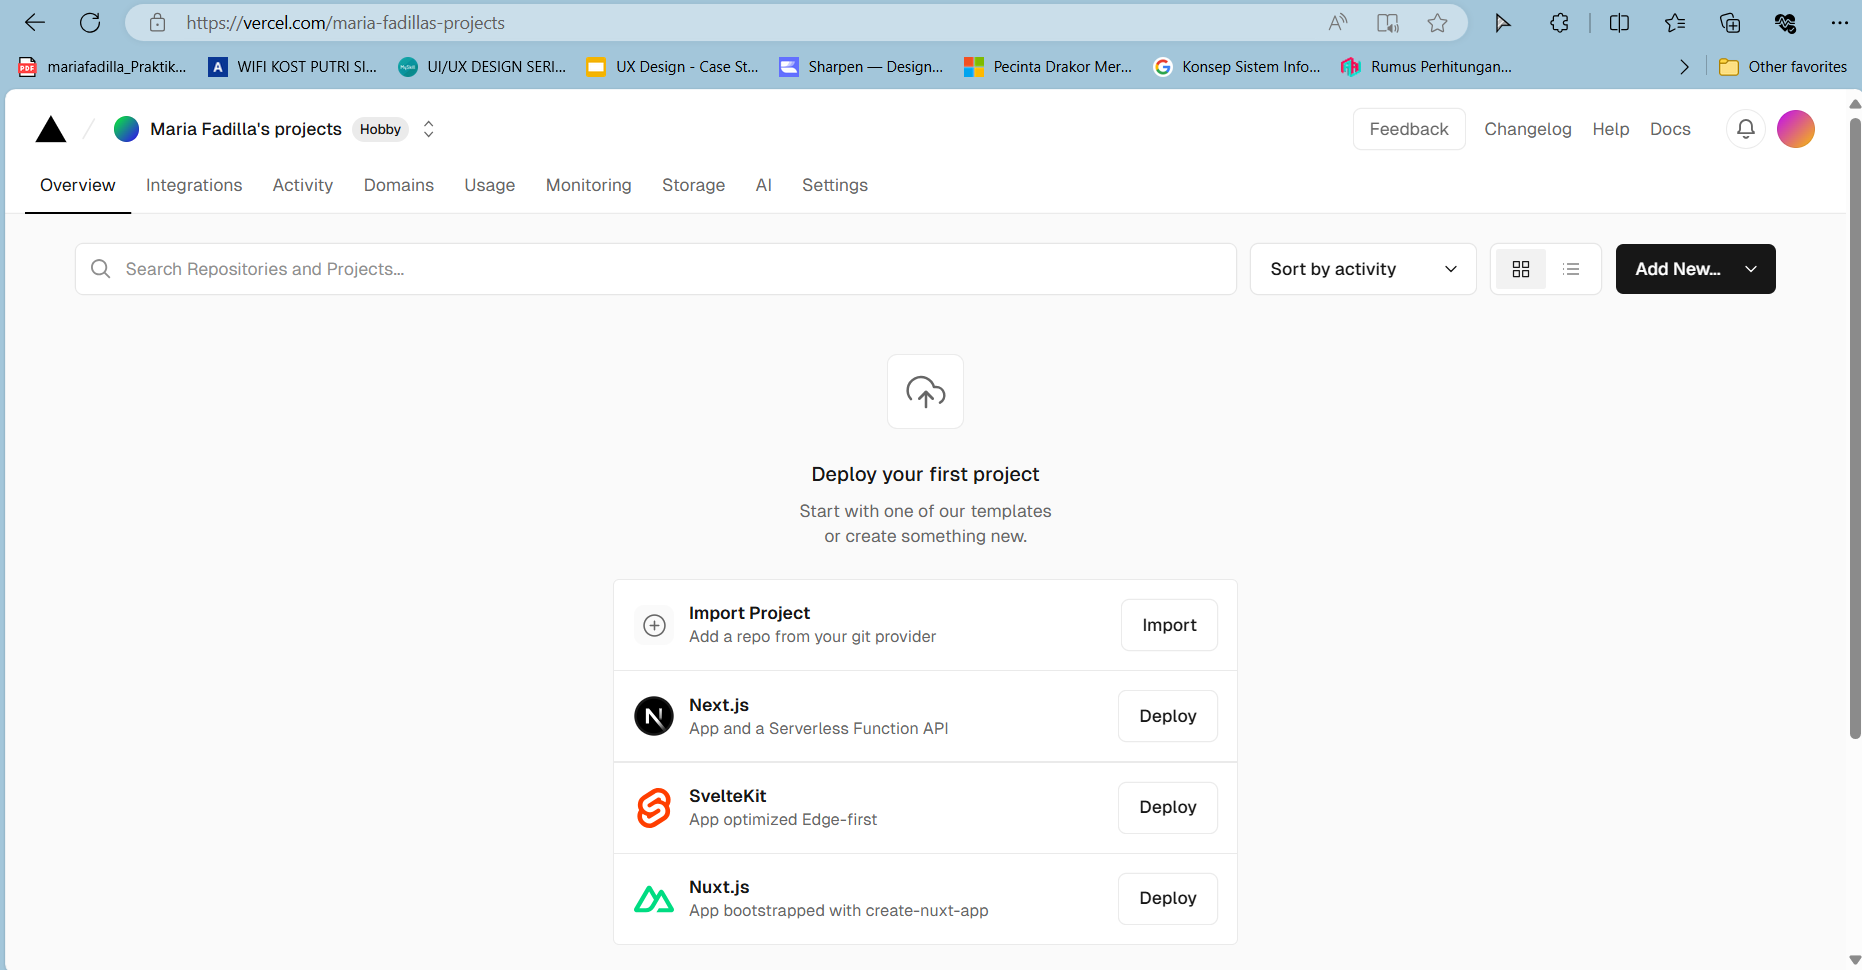 https://vercel.com/maria-fadillas-projects
mariafadilla_Praktik... WIFI KOST PUTRI SI... UI/UX DESIGN SERI... UX Design - Case St... Sharpen — Design... Pecinta Drakor Mer... Konsep Sistem Info... Rumus Perhitungan... Other favorites
Maria Fadilla's projects Hobby Feedback Changelog Help Docs
Overview Integrations Activity Domains Usage Monitoring Storage AI Settings
Search Repositories and Projects... Sort by activity Add New...
Deploy your first project
Start with one of our templates
or create something new.
Import Project
Add a repo from your git provider
Import
Next.js
App and a Serverless Function API
Deploy
SvelteKit
App optimized Edge-first
Deploy
Nuxt.js
App bootstrapped with create-nuxt-app
Deploy